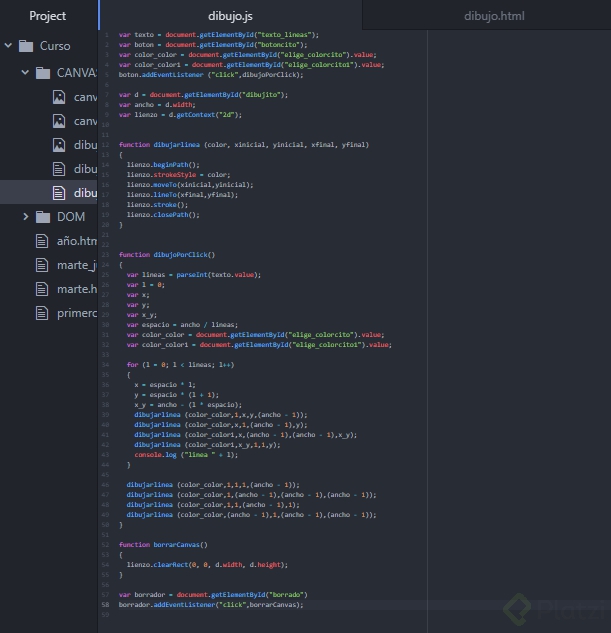 Project
dibujo.js
dibujo.html
Curso
CANVAS
canv
canv
dibu
dibu
dibu
DOM
año.htm
marte_ju
marte.h
primero
1 var texto = document.getElementById("texto_lineas");
2 var boton = document.getElementById("botoncito");
3 var color_color = document.getElementById("elige_colorcito").value;
4 var color_color1 = document.getElementById("elige_colorcito1").value;
5 boton.addEventListener ("click",dibujoPorClick);
6
7 var d = document.getElementById("dibujito");
8 var ancho = d.width;
9 var lienzo = d.getContext("2d");
10
11
12 function dibujarlinea (color, xinicial, yinicial, xfinal, yfinal)
13 {
14 lienzo.beginPath();
15 lienzo.strokeStyle = color;
16 lienzo.moveTo(xinicial,yinicial);
17 lienzo.lineTo(xfinal,yfinal);
18 lienzo.stroke();
19 lienzo.closePath();
20 }
21
22
23 function dibujoPorClick()
24 {
25 var lineas = parseInt(texto.value);
26 var l = 0;
27 var x;
28 var y;
29 var x_y;
30 var espacio = ancho / lineas;
31 var color_color = document.getElementById("elige_colorcito").value;
32 var color_color1 = document.getElementById("elige_colorcito1").value;
33
34 for (l = 0; l < lineas; l++)
35 {
36 x = espacio * l;
37 y = espacio * (l + 1);
38 x_y = ancho - (l * espacio);
39 dibujarlinea (color_color,1,x,y,(ancho - 1));
40 dibujarlinea (color_color,x,1,(ancho - 1),y);
41 dibujarlinea (color_color1,x,(ancho - 1),(ancho - 1),x_y);
42 dibujarlinea (color_color1,x_y,1,1,y);
43 console.log ("linea " + l);
44 }
45
46 dibujarlinea (color_color,1,1,1,(ancho - 1));
47 dibujarlinea (color_color,1,(ancho - 1),(ancho - 1),(ancho - 1));
48 dibujarlinea (color_color,1,1,(ancho - 1),1);
49 dibujarlinea (color_color,(ancho - 1),1,(ancho - 1),(ancho - 1));
50 }
51
52 function borrarCanvas()
53 {
54 lienzo.clearRect(0, 0, d.width, d.height);
55 }
56
57 var borrador = document.getElementById("borrado")
58 borrador.addEventListener("click",borrarCanvas);
59
Platzi